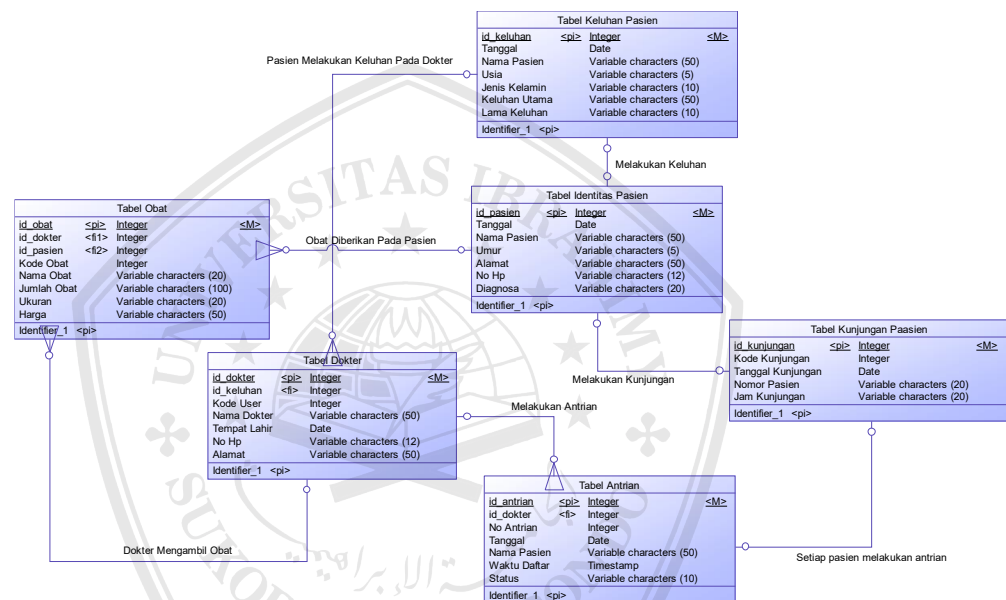 Tabel Keluhan Pasien
id_keluhan <pi> Integer <M>
Tanggal Date
Nama Pasien Variable characters (50)
Usia Variable characters (5)
Jenis Kelamin Variable characters (10)
Keluhan Utama Variable characters (50)
Lama Keluhan Variable characters (10)
Identifier_1 <pi>
Pasien Melakukan Keluhan Pada Dokter
Melakukan Keluhan
Tabel Identitas Pasien
id_pasien <pi> Integer <M>
Tanggal Date
Nama Pasien Variable characters (50)
Umur Variable characters (5)
Alamat Variable characters (50)
No Hp Variable characters (12)
Diagnosa Variable characters (20)
Identifier_1 <pi>
Tabel Obat
id_obat <pi> Integer <M>
id_dokter <fi1> Integer
id_pasien <fi2> Integer
Kode Obat Integer
Nama Obat Variable characters (20)
Jumlah Obat Variable characters (100)
Ukuran Variable characters (20)
Harga Variable characters (50)
Identifier_1 <pi>
Obat Diberikan Pada Pasien
Tabel Kunjungan Paasien
id_kunjungan <pi> Integer <M>
Kode Kunjungan Integer
Tanggal Kunjungan Date
Nomor Pasien Variable characters (20)
Jam Kunjungan Variable characters (20)
Identifier_1 <pi>
Melakukan Kunjungan
Tabel Dokter
id_dokter <pi> Integer <M>
id_keluhan <fi> Integer
Kode User Integer
Nama Dokter Variable characters (50)
Tempat Lahir Date
No Hp Variable characters (12)
Alamat Variable characters (50)
Identifier_1 <pi>
Melakukan Antrian
Tabel Antrian
id_antrian <pi> Integer <M>
id_dokter <fi> Integer
No Antrian Integer
Tanggal Date
Nama Pasien Variable characters (50)
Waktu Daftar Timestamp
Status Variable characters (10)
Identifier_1 <pi>
Dokter Mengambil Obat
Setiap pasien melakukan antrian